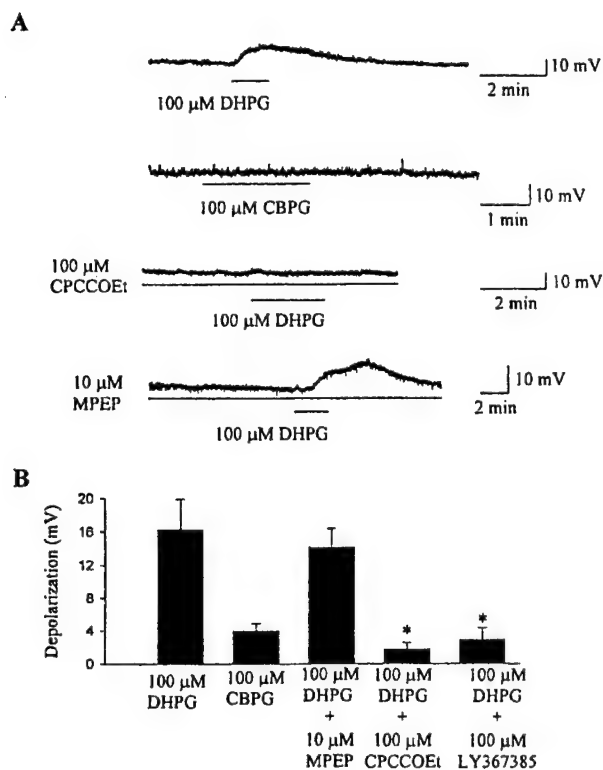 A
10 mV
2 min
100 µM DHPG
10 mV
1 min
100 µM CBPG
100 µM
CPCCOEt
10 mV
2 min
100 µM DHPG
10 µM
MPEP
10 mV
2 min
100 µM DHPG
B
Depolarization (mV)
20
16
12
8
4
0
*
*
100 µM
DHPG
100 µM
CBPG
100 µM
DHPG
+
10 µM
MPEP
100 µM
DHPG
+
100 µM
CPCCOEt
100 µM
DHPG
+
100 µM
LY367385